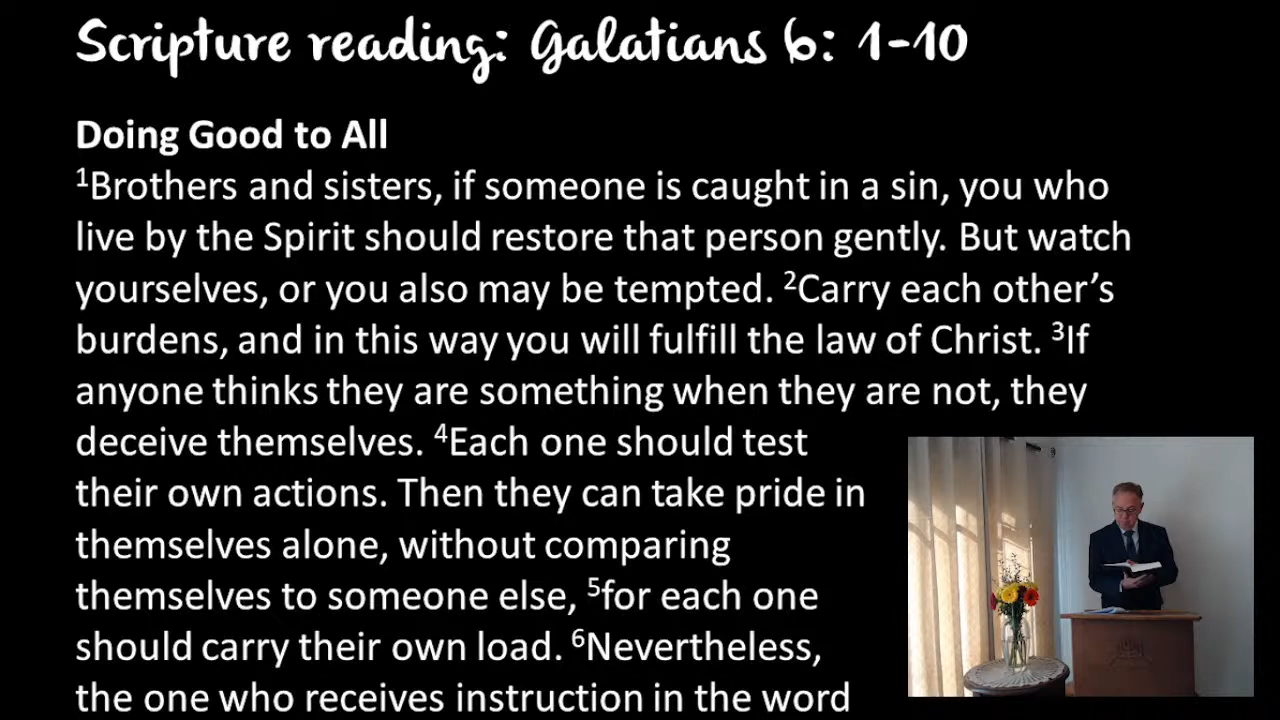 Scripture reading: Galatians 6: 1-10
Doing Good to All
¹Brothers and sisters, if someone is caught in a sin, you who
live by the Spirit should restore that person gently. But watch
yourselves, or you also may be tempted. ²Carry each other’s
burdens, and in this way you will fulfill the law of Christ. ³If
anyone thinks they are something when they are not, they
deceive themselves. ⁴Each one should test
their own actions. Then they can take pride in
themselves alone, without comparing
themselves to someone else, ⁵for each one
should carry their own load. ⁶Nevertheless,
the one who receives instruction in the word